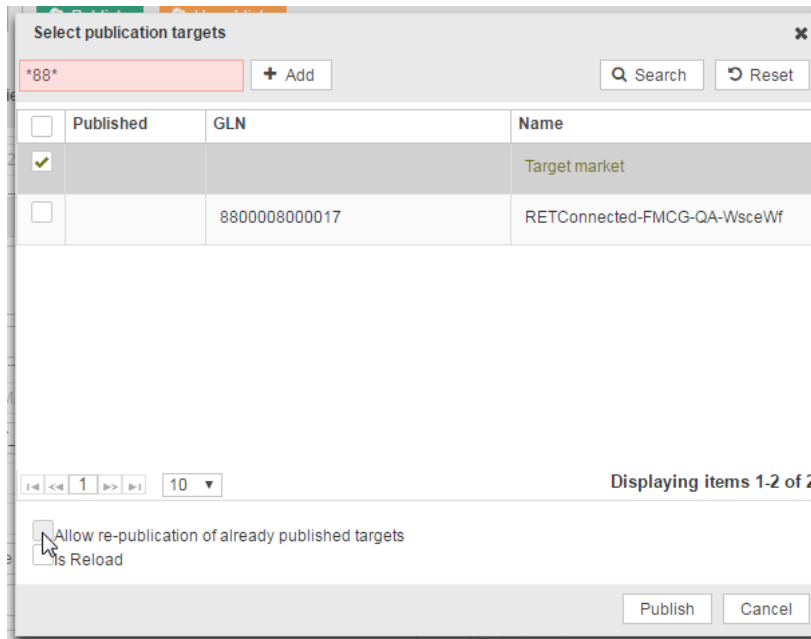 Select publication targets
*88*
Add
Search
Reset
Published
GLN
Name
Target market
8800008000017
RETConnected-FMCG-QA-WsceWf
1
10
Displaying items 1-2 of 2
Allow re-publication of already published targets
Is Reload
Publish
Cancel